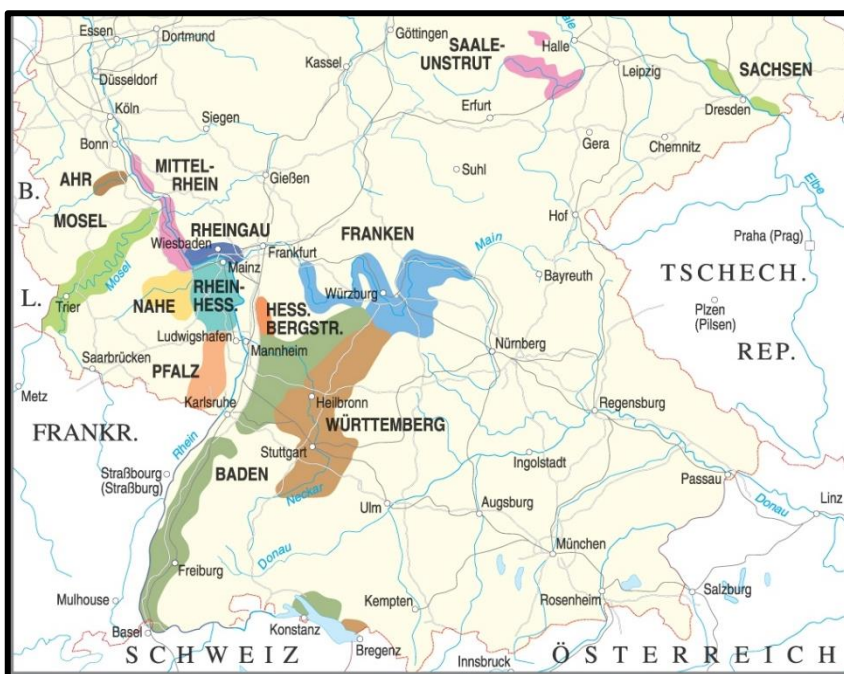 Essen
Dortmund
Göttingen
Halle
SAALE-
UNSTRUT
Leipzig
SACHSEN
Kassel
Düsseldorf
Dresden
Köln
Siegen
Erfurt
Bonn
Gera
Chemnitz
MITTEL-
RHEIN
Gießen
Suhl
AHR
B.
Elbe
MOSEL
RHEINGAU
Hof
Wiesbaden
Frankfurt
FRANKEN
Main
Praha (Prag)
Mainz
Mosel
TSCHECH.
Bayreuth
L.
Trier
NAHE
RHEIN-
HESS.
HESS.
BERGSTR.
Würzburg
Plzen
(Pilsen)
Ludwigshafen
Mannheim
Nürnberg
REP.
Saarbrücken
PFALZ
Metz
Karlsruhe
Heilbronn
Regensburg
FRANKR.
WÜRTTEMBERG
Rhein
Stuttgart
Ingolstadt
Straßbourg
(Straßburg)
BADEN
Passau
Neckar
Donau
Linz
Ulm
Augsburg
Donau
München
Freiburg
Mulhouse
Kempten
Rosenheim
Salzburg
Basel
Konstanz
Bregenz
SCHWEIZ
Innsbruck
ÖSTERREICH